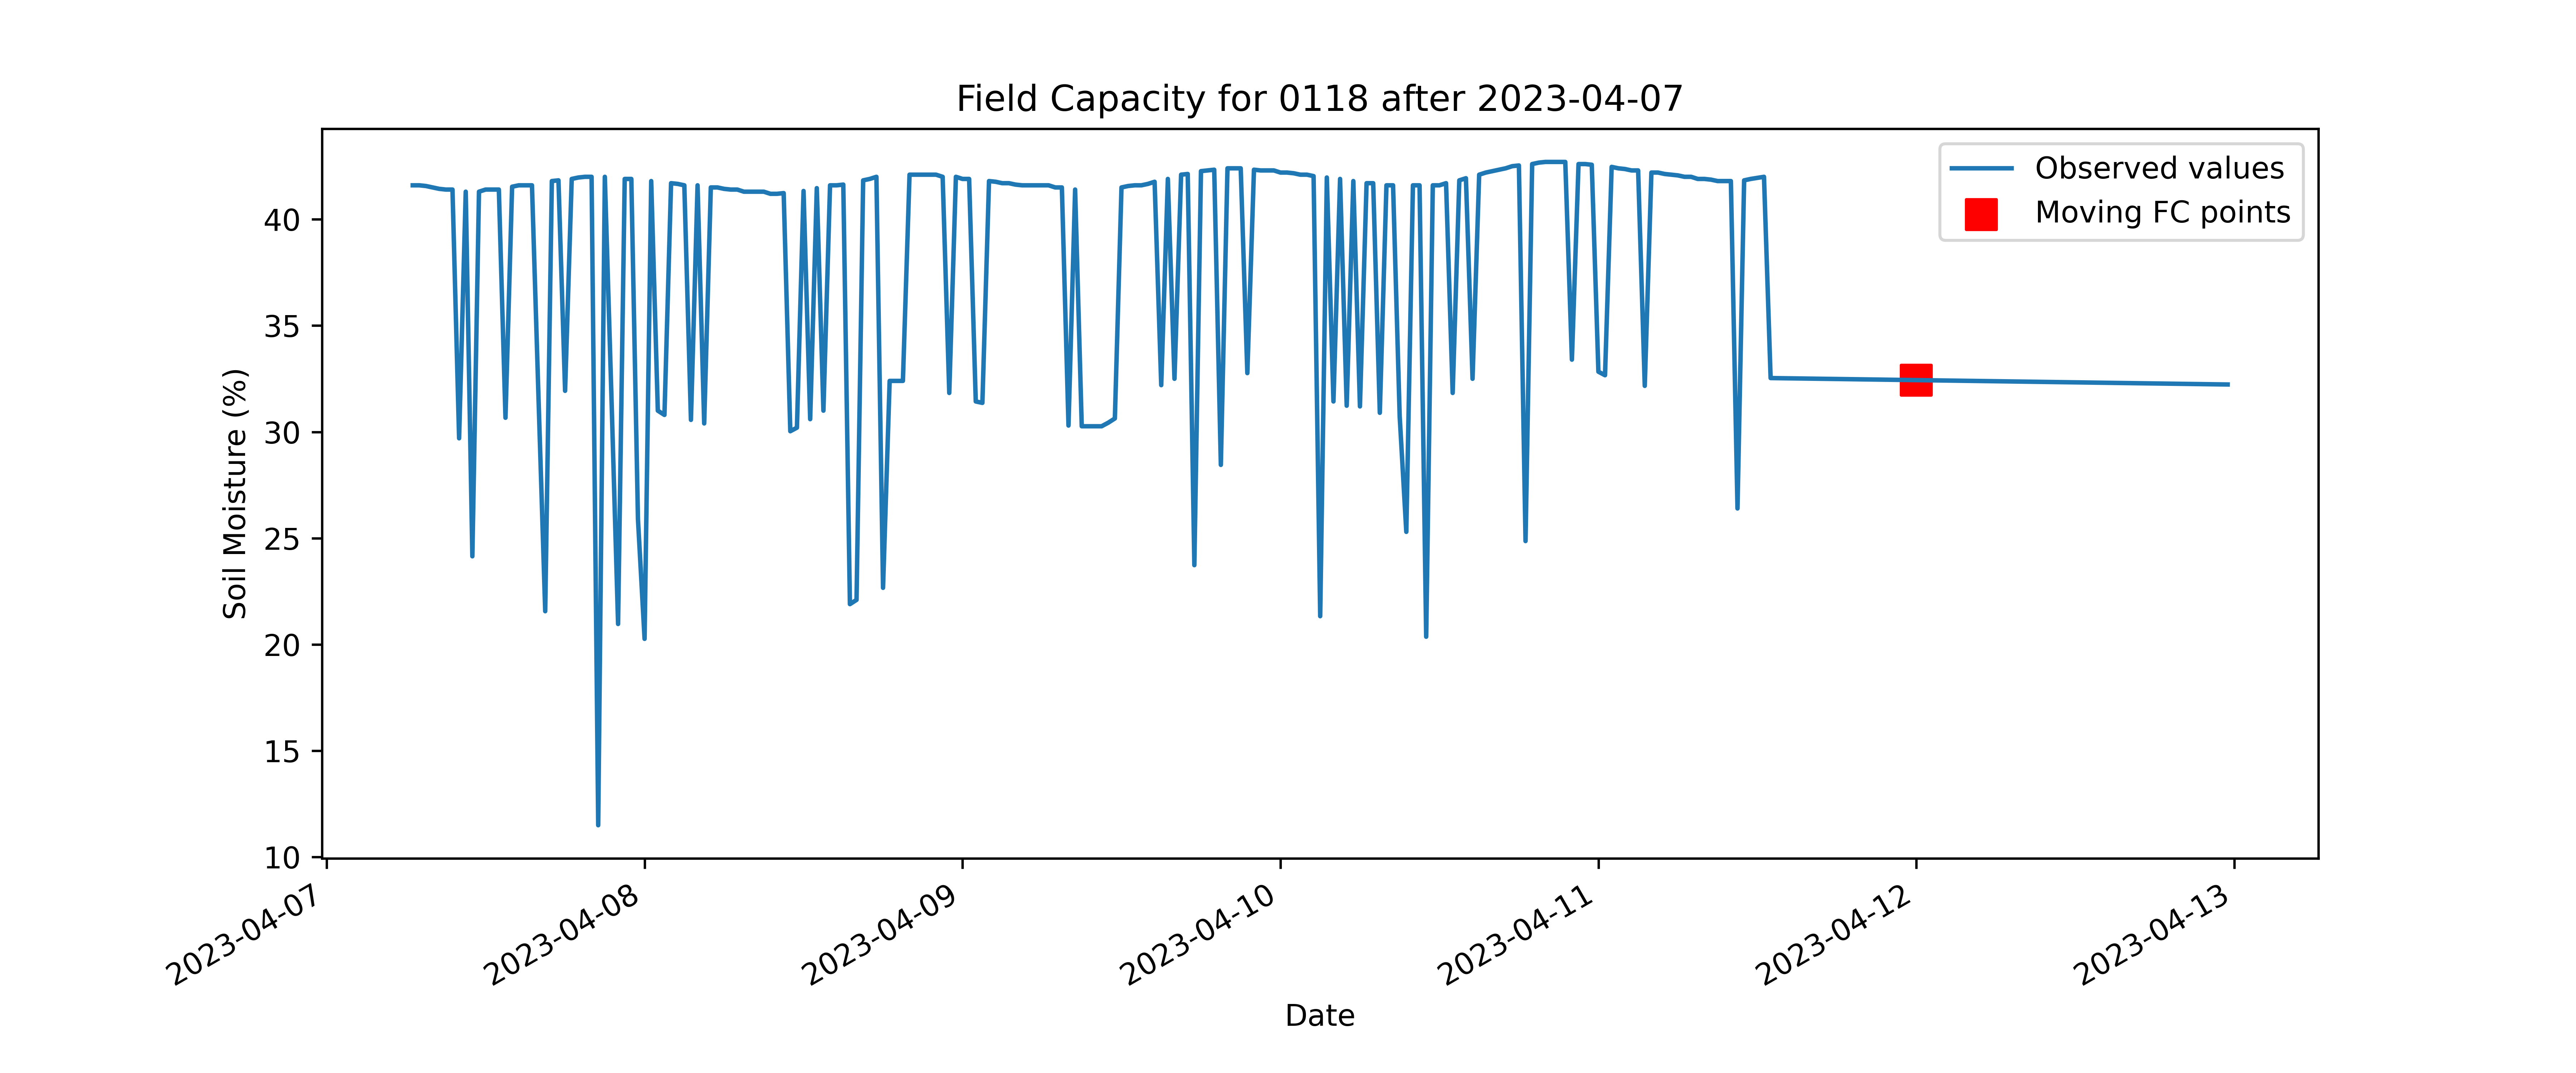 Field Capacity for 0118 after 2023-04-07
Observed values
Moving FC points
Soil Moisture (%)
40
35
30
25
20
15
10
2023-04-07
2023-04-08
2023-04-09
2023-04-10
2023-04-11
2023-04-12
2023-04-13
Date